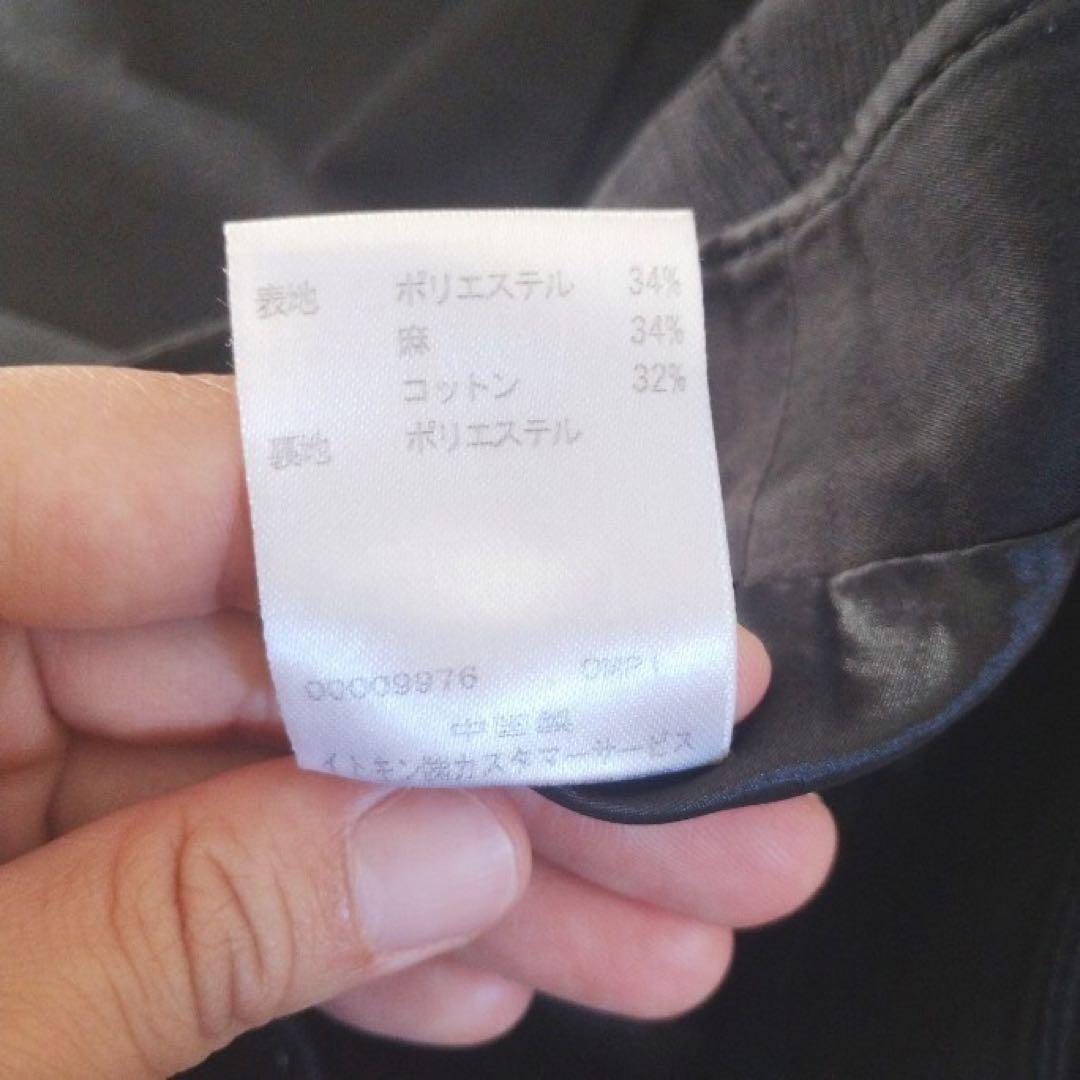 表地 ポリエステル 34%
麻 34%
コットン 32%
裏地 ポリエステル
00009976
中国製
イトキン㈱カスタマーサービス